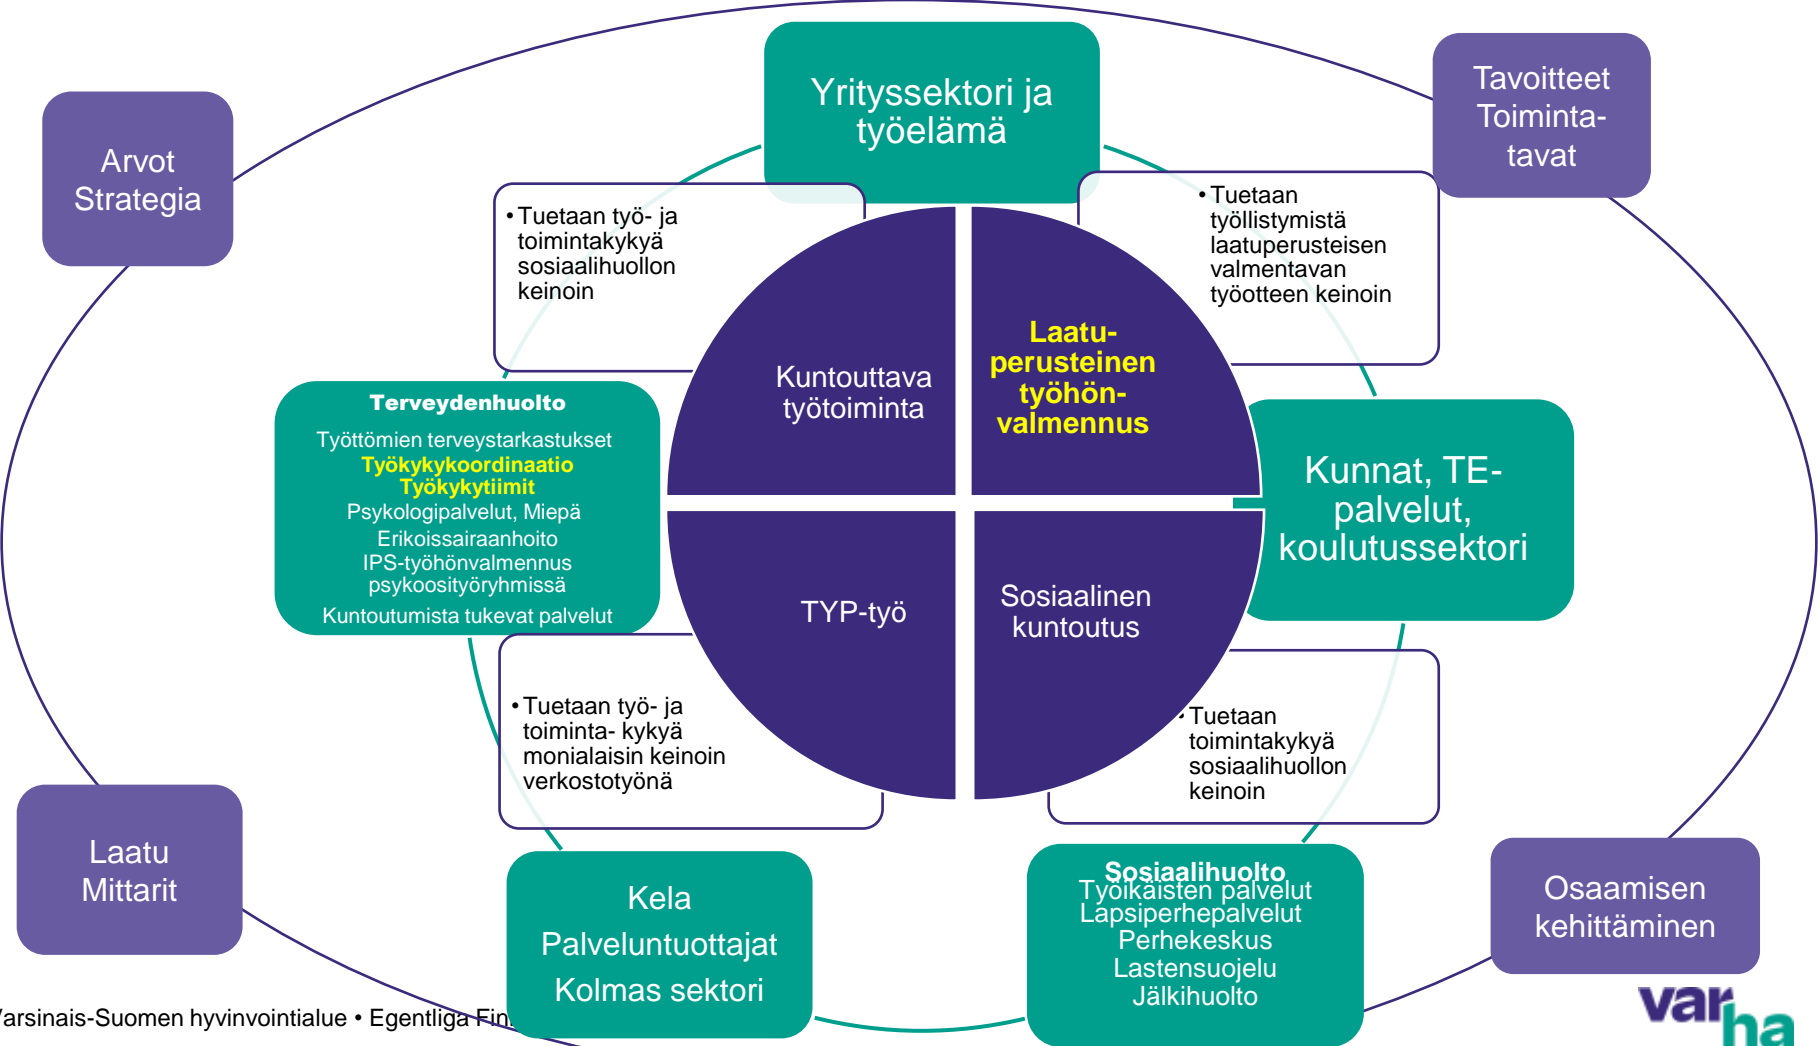 Yrityssektori ja
työelämä
Tavoitteet
Toiminta-
tavat
Arvot
Strategia
• Tuetaan työ- ja
toimintakykyä
sosiaalihuollon
keinoin
• Tuetaan
työllistymistä
laatuperusteisen
valmentavan
työotteen keinoin
Kuntouttava
työtoiminta
Laatu-
perusteinen
työhön-
valmennus
Terveydenhuolto
Työttömien terveystarkastukset
Työkykykoordinaatio
Työkykytiimit
Psykologipalvelut, Miepä
Erikoissairaanhoito
IPS-työhönvalmennus
psykoosityöryhmissä
Kuntoutumista tukevat palvelut
Kunnat, TE-
palvelut,
koulutussektori
TYP-työ
Sosiaalinen
kuntoutus
• Tuetaan työ- ja
toiminta- kykyä
monialaisin keinoin
verkostotyönä
• Tuetaan
toimintakykyä
sosiaalihuollon
keinoin
Laatu
Mittarit
Kela
Palveluntuottajat
Kolmas sektori
Sosiaalihuolto
Työikäisten palvelut
Lapsiperhepalvelut
Perhekeskus
Lastensuojelu
Jälkihuolto
Osaamisen
kehittäminen
arsinais-Suomen hyvinvointialue • Egentliga Fin
varha